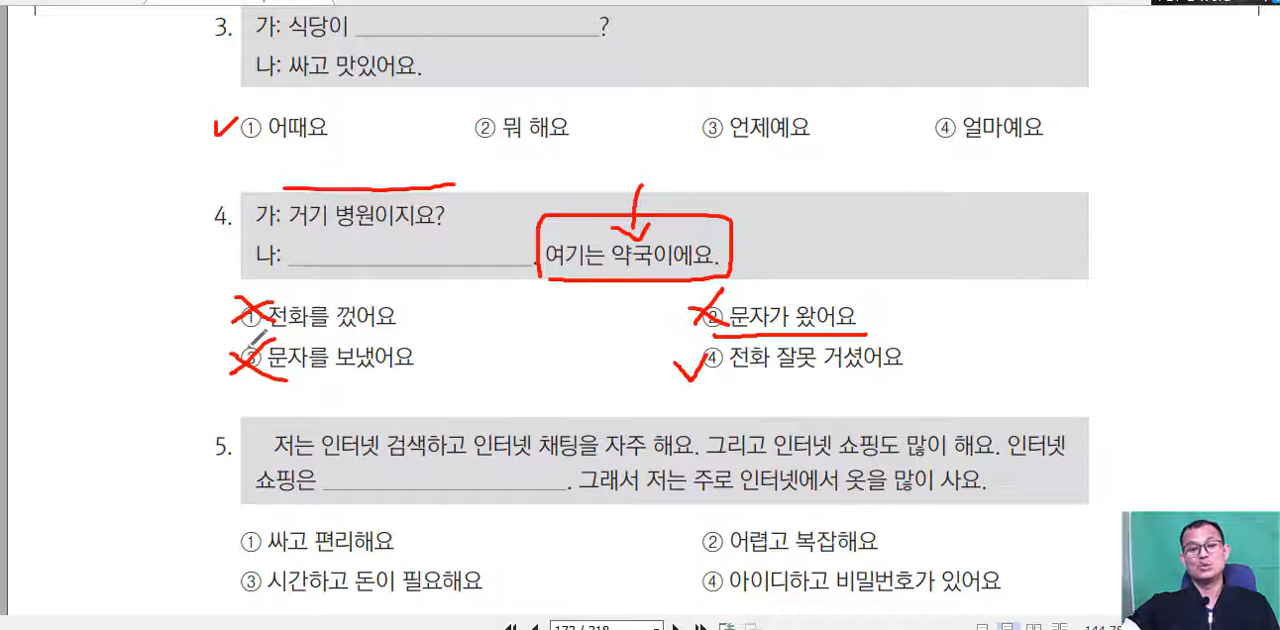 3. 가: 식당이 ____________________?
나: 싸고 맛있어요.
① 어때요 ② 뭐 해요 ③ 언제예요 ④ 얼마예요
4. 가: 거기 병원이지요?
나: ____________________. 여기는 약국이에요.
① 전화를 껐어요 ② 문자가 왔어요
③ 문자를 보냈어요 ④ 전화 잘못 거셨어요
5. 저는 인터넷 검색하고 인터넷 채팅을 자주 해요. 그리고 인터넷 쇼핑도 많이 해요. 인터넷
쇼핑은 ____________________. 그래서 저는 주로 인터넷에서 옷을 많이 사요.
① 싸고 편리해요 ② 어렵고 복잡해요
③ 시간하고 돈이 필요해요 ④ 아이디하고 비밀번호가 있어요